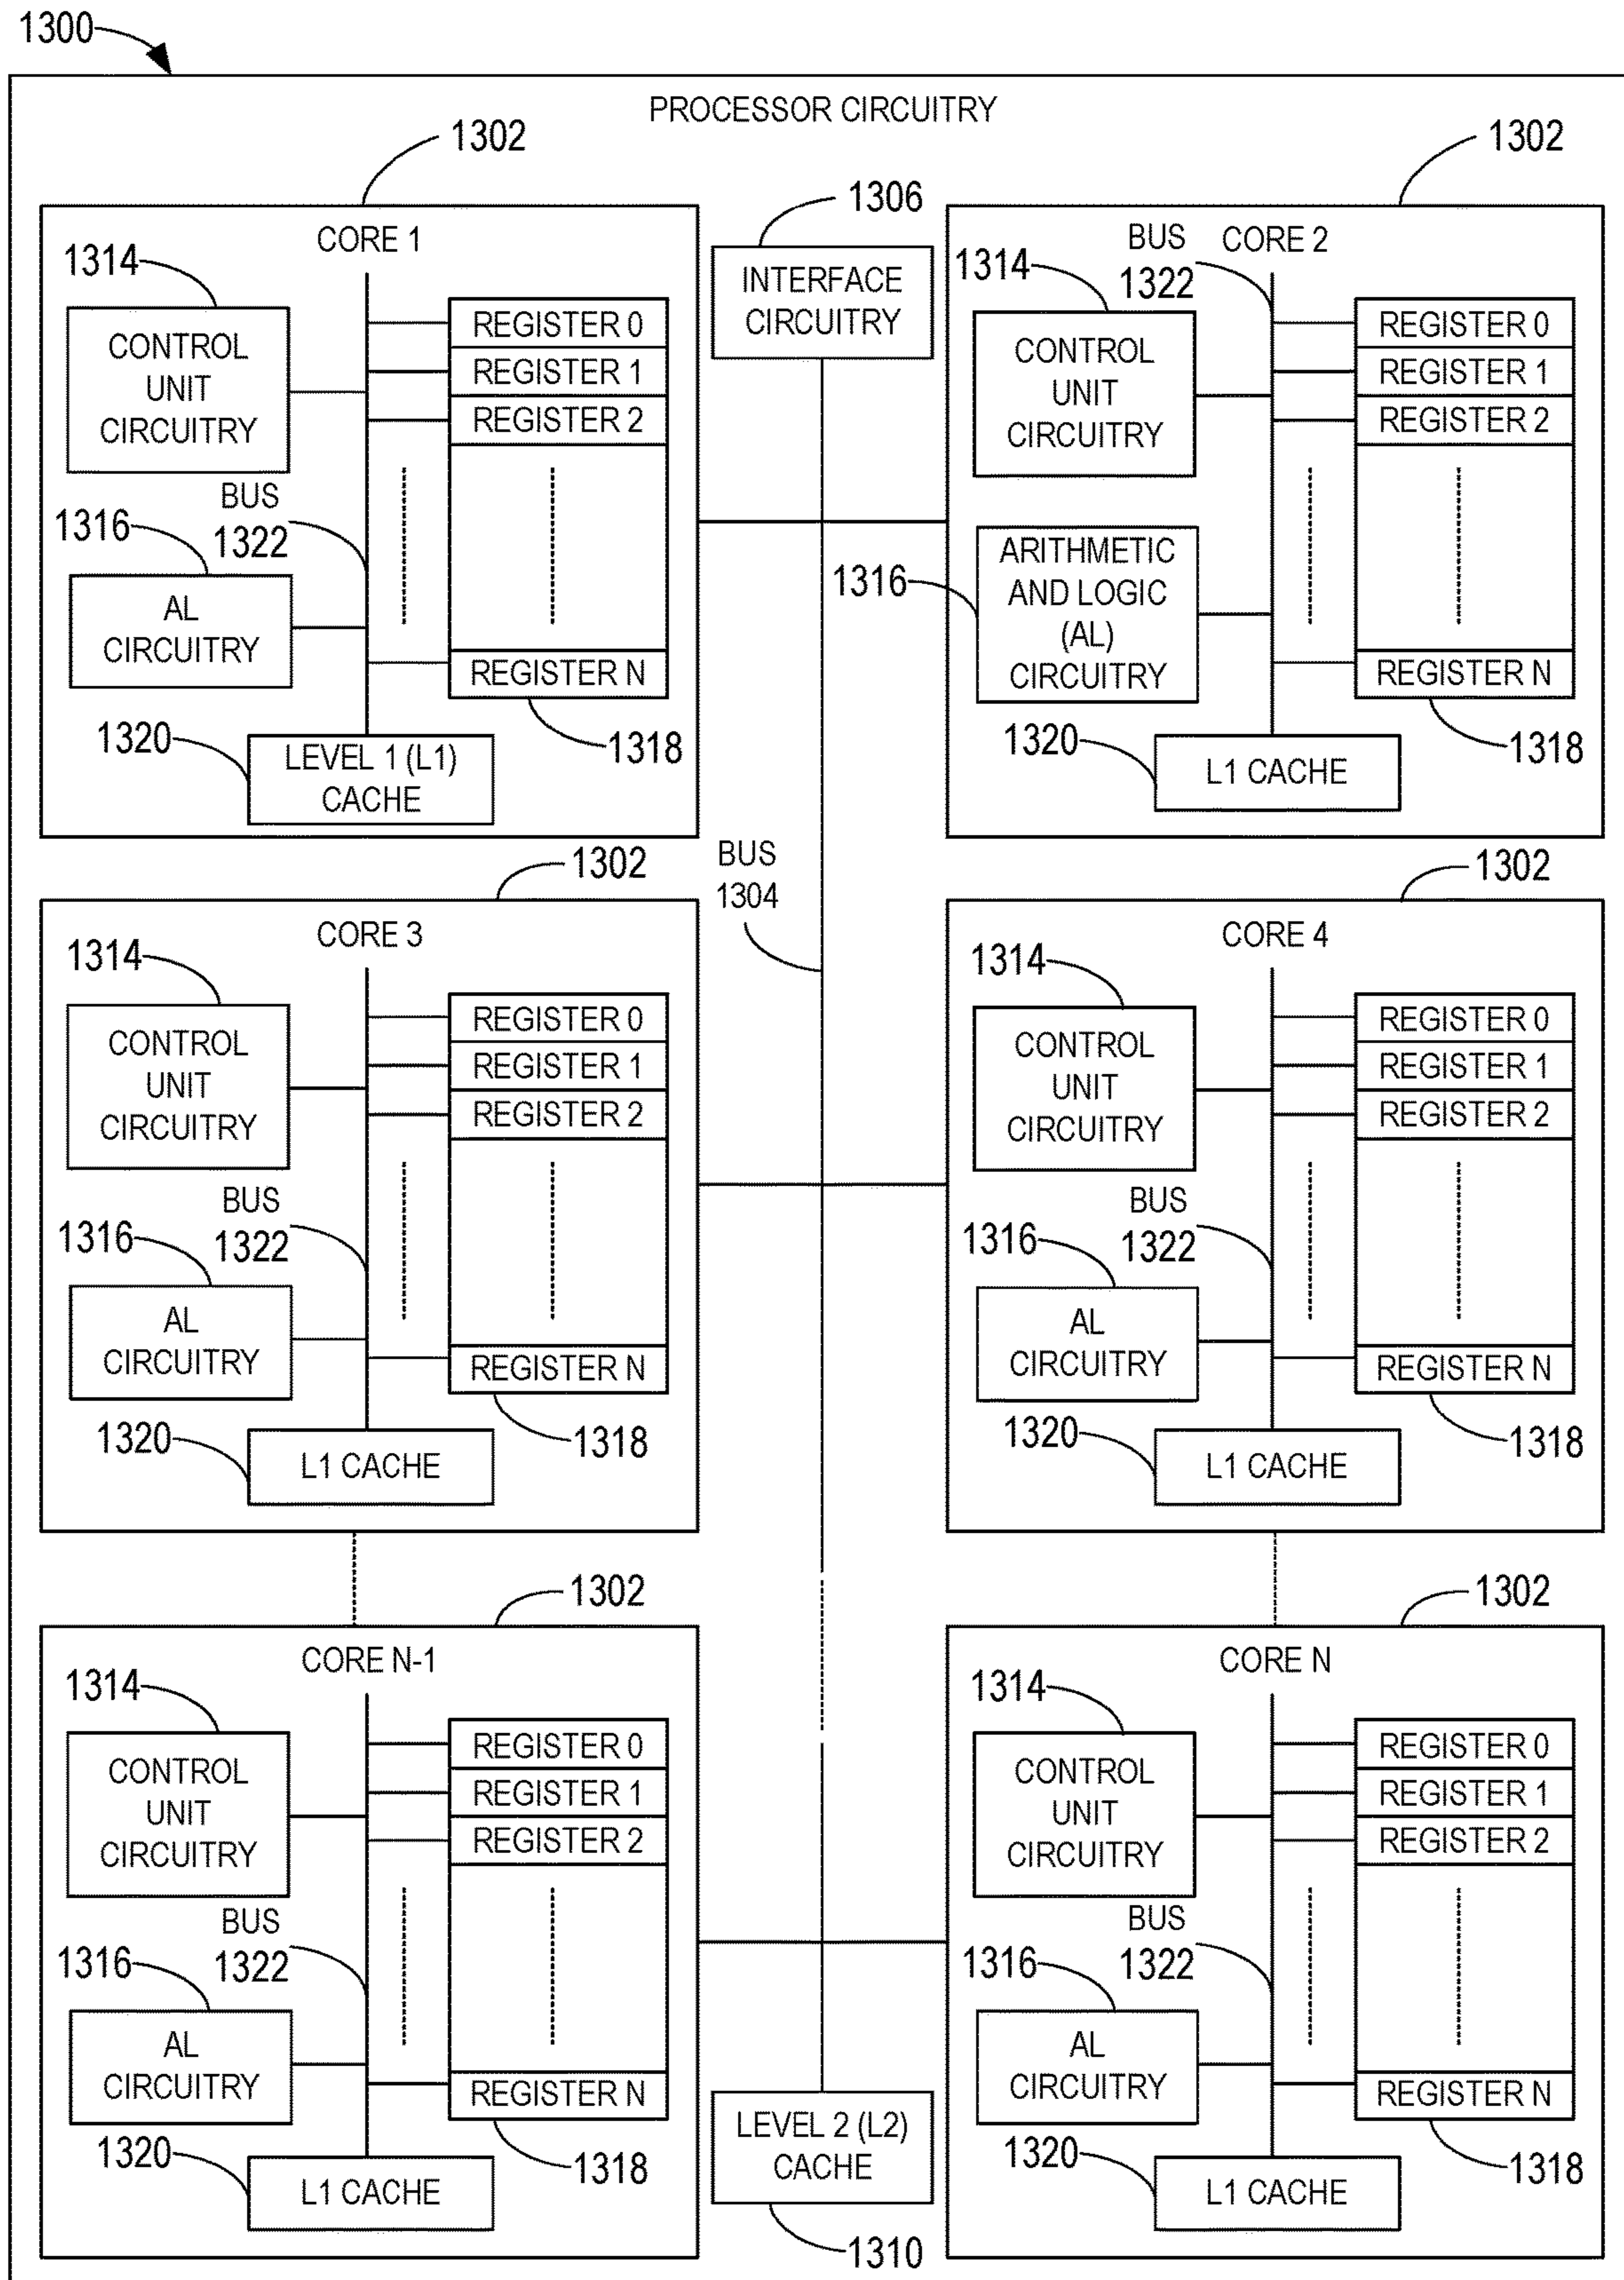 1300
PROCESSOR CIRCUITRY
1302
1302
1306
INTERFACE
CIRCUITRY
CORE 1
1314
CONTROL
UNIT
CIRCUITRY
REGISTER 0
REGISTER 1
REGISTER 2
BUS
1322
1316
AL
CIRCUITRY
REGISTER N
1318
1320
LEVEL 1 (L1)
CACHE
BUS
1322
CORE 2
1314
CONTROL
UNIT
CIRCUITRY
REGISTER 0
REGISTER 1
REGISTER 2
1316
ARITHMETIC
AND LOGIC
(AL)
CIRCUITRY
REGISTER N
1318
1320
L1 CACHE
BUS
1304
1302
CORE 3
1314
CONTROL
UNIT
CIRCUITRY
REGISTER 0
REGISTER 1
REGISTER 2
BUS
1322
1316
AL
CIRCUITRY
REGISTER N
1318
1320
L1 CACHE
1302
CORE 4
1314
CONTROL
UNIT
CIRCUITRY
REGISTER 0
REGISTER 1
REGISTER 2
BUS
1322
1316
AL
CIRCUITRY
REGISTER N
1318
1320
L1 CACHE
1302
CORE N-1
1314
CONTROL
UNIT
CIRCUITRY
REGISTER 0
REGISTER 1
REGISTER 2
BUS
1322
1316
AL
CIRCUITRY
REGISTER N
1318
1320
L1 CACHE
1302
CORE N
1314
CONTROL
UNIT
CIRCUITRY
REGISTER 0
REGISTER 1
REGISTER 2
BUS
1322
1316
AL
CIRCUITRY
REGISTER N
1318
1320
L1 CACHE
LEVEL 2 (L2)
CACHE
1310